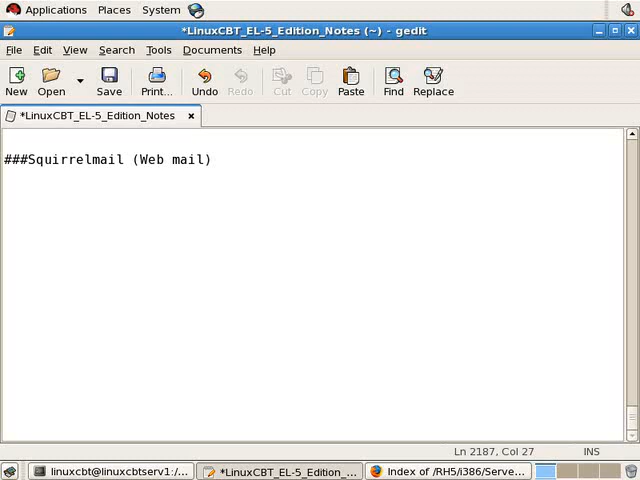 Applications Places System
*LinuxCBT_EL-5_Edition_Notes (~) - gedit
File Edit View Search Tools Documents Help
New Open Save Print... Undo Redo Cut Copy Paste Find Replace
*LinuxCBT_EL-5_Edition_Notes
###Squirrelmail (Web mail)
Ln 2187, Col 27 INS
linuxcbt@linuxcbtserv1:/... *LinuxCBT_EL-5_Edition_... Index of /RH5/i386/Serve...